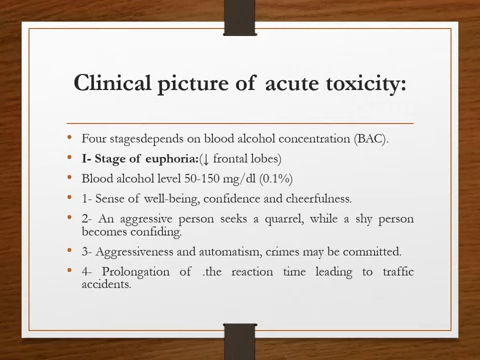 Clinical picture of acute toxicity:
• Four stagesdepends on blood alcohol concentration (BAC).
• I- Stage of euphoria:(↓ frontal lobes)
• Blood alcohol level 50-150 mg/dl (0.1%)
• 1- Sense of well-being, confidence and cheerfulness.
• 2- An aggressive person seeks a quarrel, while a shy person
becomes confiding.
• 3- Aggressiveness and automatism, crimes may be committed.
• 4- Prolongation of .the reaction time leading to traffic
accidents.